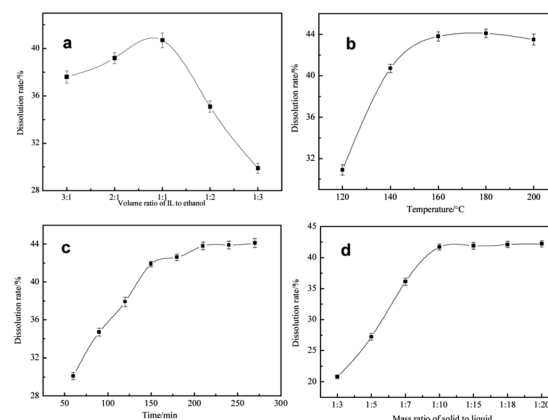 a
Dissolution rate/%
40
36
32
28
3:1 2:1 1:1 1:2 1:3
Volume ratio of IL to ethanol
b
Dissolution rate/%
44
40
36
32
120 140 160 180 200
Temperature/°C
c
Dissolution rate/%
48
44
40
36
32
28
50 100 150 200 250 300
Time/min
d
Dissolution rate/%
45
40
35
30
25
20
1:3 1:5 1:7 1:10 1:15 1:18 1:20
Mass ratio of solid to liquid